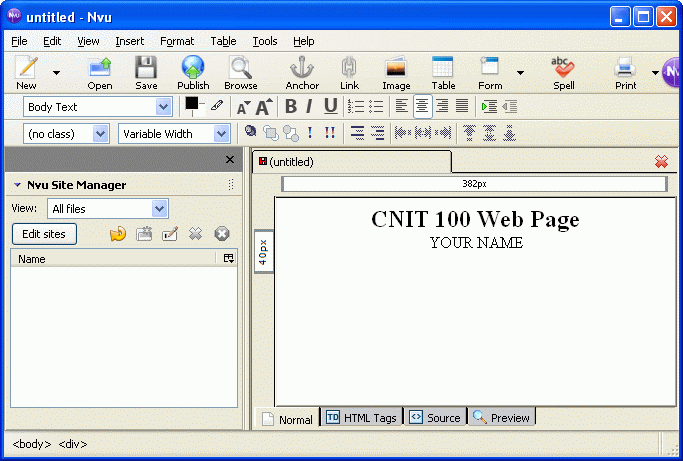 untitled - Nvu
File Edit View Insert Format Table Tools Help
New Open Save Publish Browse Anchor Link Image Table Form Spell Print
Body Text
(no class) Variable Width
(untitled)
382px
Nvu Site Manager
View: All files
Edit sites
Name
40px
CNIT 100 Web Page
YOUR NAME
Normal HTML Tags Source Preview
<body> <div>